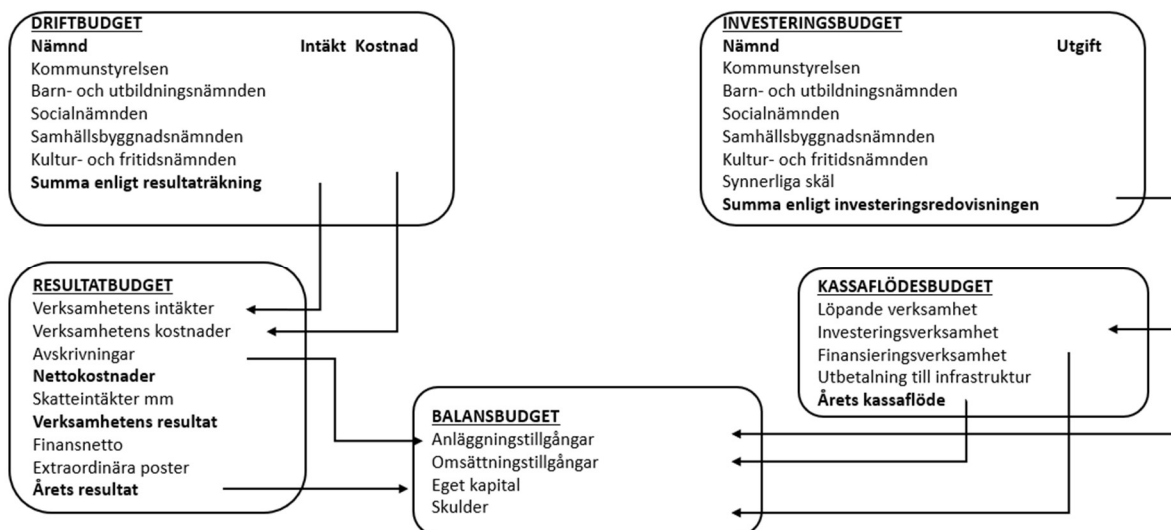 DRIFTBUDGET
Nämnd Intäkt Kostnad
Kommunstyrelsen
Barn- och utbildningsnämnden
Socialnämnden
Samhällsbyggnadsnämnden
Kultur- och fritidsnämnden
Summa enligt resultaträkning
INVESTERINGSBUDGET
Nämnd Utgift
Kommunstyrelsen
Barn- och utbildningsnämnden
Socialnämnden
Samhällsbyggnadsnämnden
Kultur- och fritidsnämnden
Synnerliga skäl
Summa enligt investeringsredovisningen
RESULTATBUDGET
Verksamhetens intäkter
Verksamhetens kostnader
Avskrivningar
Nettokostnader
Skatteintäkter mm
Verksamhetens resultat
Finansnetto
Extraordinära poster
Årets resultat
KASSAFLÖDESBUDGET
Löpande verksamhet
Investeringsverksamhet
Finansieringsverksamhet
Utbetalning till infrastruktur
Årets kassaflöde
BALANSBUDGET
Anläggningstillgångar
Omsättningstillgångar
Eget kapital
Skulder